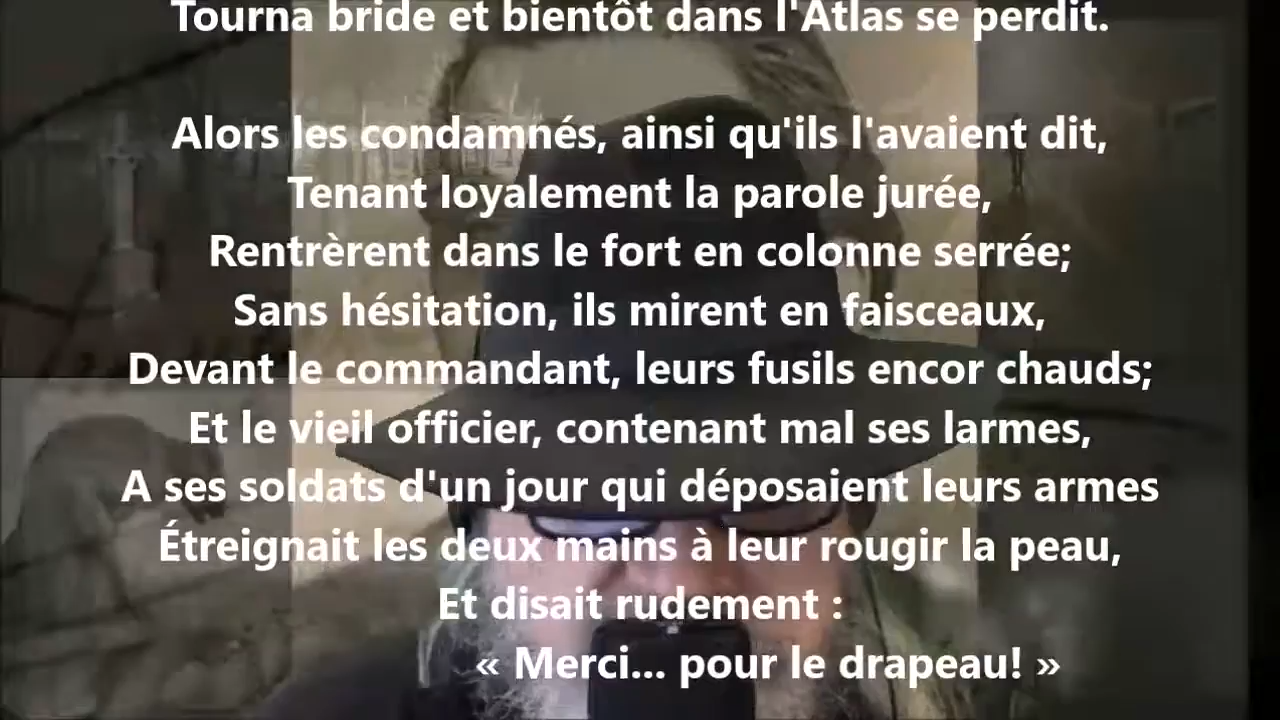 Tourna bride et bientôt dans l'Atlas se perdit.
Alors les condamnés, ainsi qu'ils l'avaient dit,
Tenant loyalement la parole jurée,
Rentrèrent dans le fort en colonne serrée;
Sans hésitation, ils mirent en faisceaux,
Devant le commandant, leurs fusils encor chauds;
Et le vieil officier, contenant mal ses larmes,
A ses soldats d'un jour qui déposaient leurs armes
Étreignait les deux mains à leur rougir la peau,
Et disait rudement :
« Merci... pour le drapeau! »